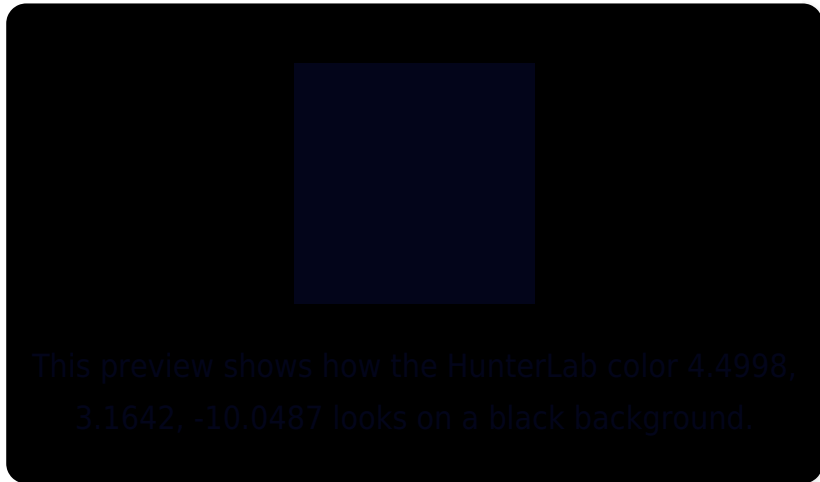 This preview shows how the HunterLab color 4.4998,
3.1642, -10.0487 looks on a black background.